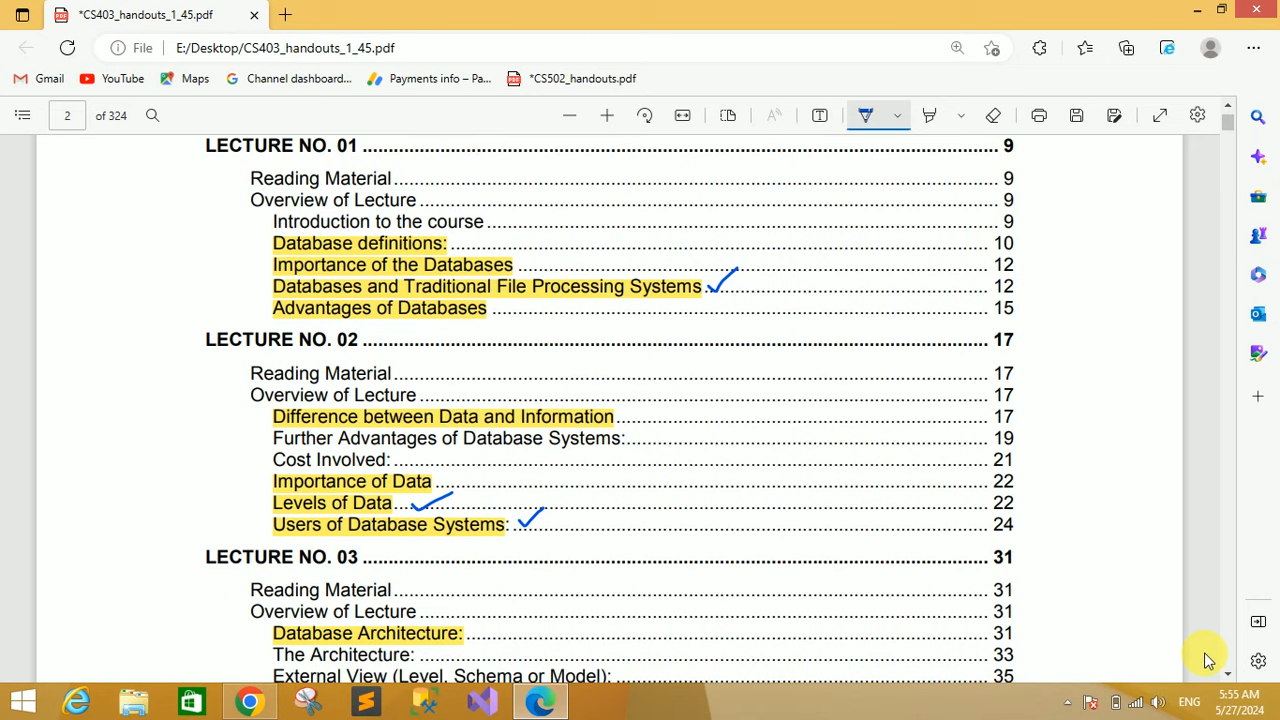 *CS403_handouts_1_45.pdf
File E:/Desktop/CS403_handouts_1_45.pdf
Gmail YouTube Maps Channel dashboard... Payments info – Pa... *CS502_handouts.pdf
2 of 324
LECTURE NO. 01 ........ 9
Reading Material ........ 9
Overview of Lecture ........ 9
Introduction to the course ........ 9
Database definitions: ........ 10
Importance of the Databases ........ 12
Databases and Traditional File Processing Systems ........ 12
Advantages of Databases ........ 15
LECTURE NO. 02 ........ 17
Reading Material ........ 17
Overview of Lecture ........ 17
Difference between Data and Information ........ 17
Further Advantages of Database Systems: ........ 19
Cost Involved: ........ 21
Importance of Data ........ 22
Levels of Data ........ 22
Users of Database Systems: ........ 24
LECTURE NO. 03 ........ 31
Reading Material ........ 31
Overview of Lecture ........ 31
Database Architecture: ........ 31
The Architecture: ........ 33
External View (Level, Schema or Model): ........ 35
ENG
5:55 AM
5/27/2024